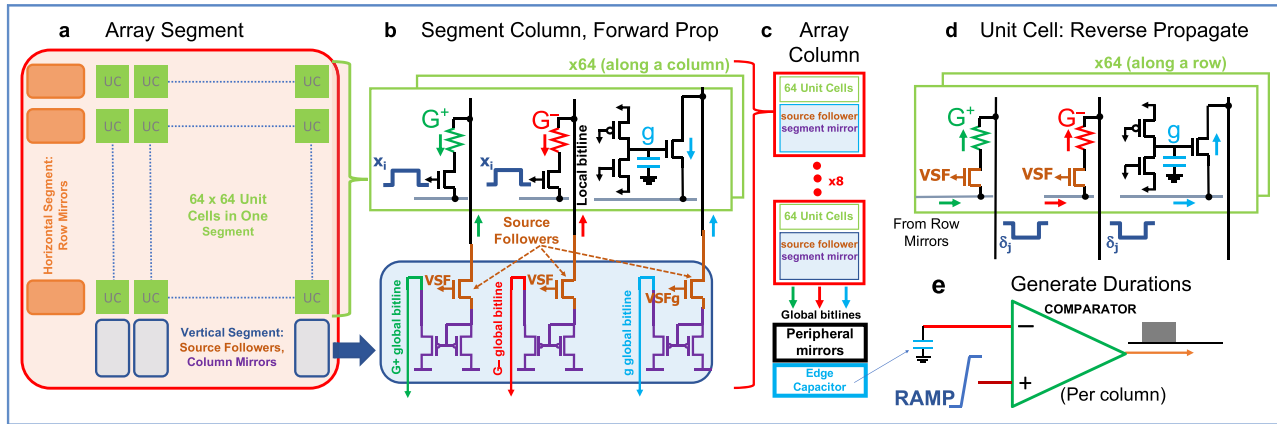 a Array Segment
UC UC UC
UC UC UC
Horizontal Segment:
Row Mirrors
64 x 64 Unit
Cells in One
Segment
UC UC UC
Vertical Segment:
Source Followers,
Column Mirrors
b Segment Column, Forward Prop
x64 (along a column)
G+
G–
g
xi
xi
Local bitline
Source
Followers
VSF
VSF
VSFg
G+ global bitline
G– global bitline
g global bitline
c Array
Column
64 Unit Cells
source follower
segment mirror
x8
64 Unit Cells
source follower
segment mirror
Global bitlines
Peripheral
mirrors
Edge
Capacitor
d Unit Cell: Reverse Propagate
x64 (along a row)
G+
G–
g
VSF
VSF
From Row
Mirrors
δj
δj
e Generate Durations
COMPARATOR
–
+
RAMP
(Per column)